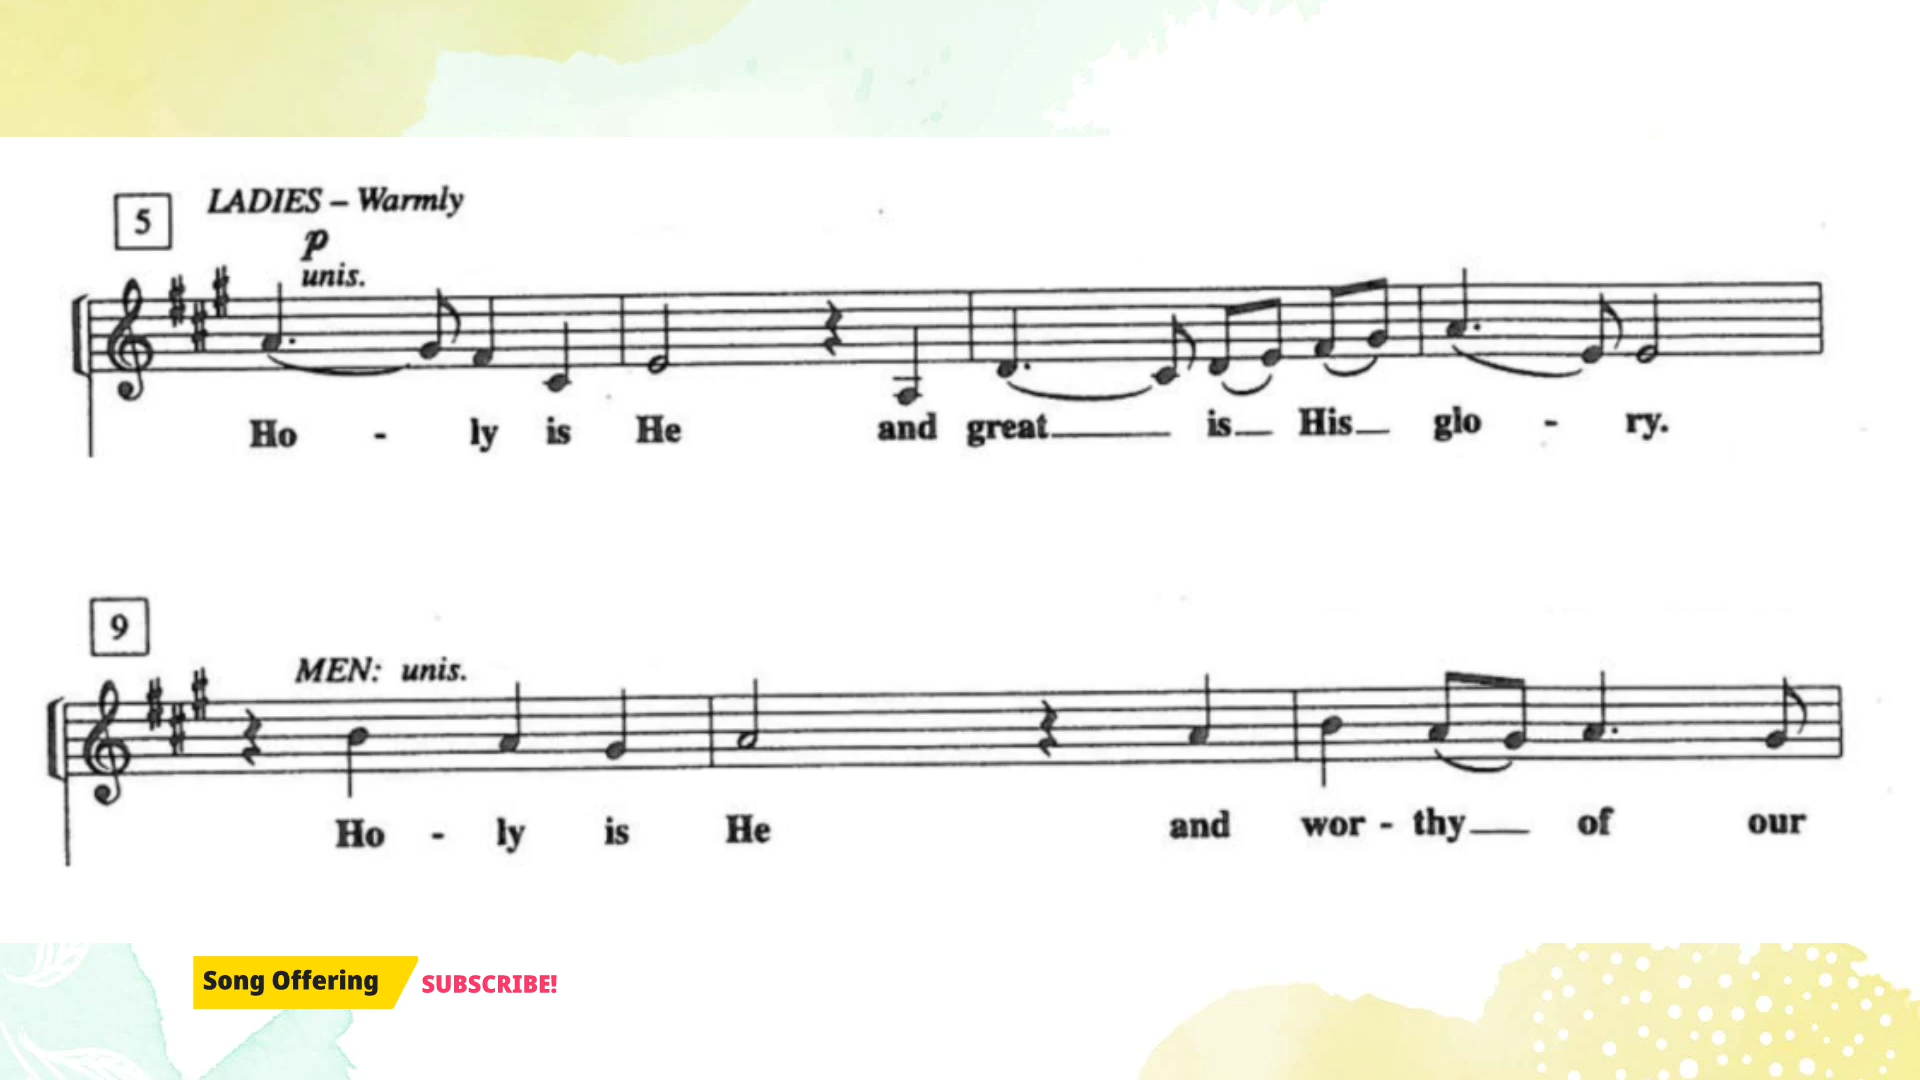 5
LADIES – Warmly
p
unis.
Ho - ly is He and great is His glo - ry.
9
MEN: unis.
Ho - ly is He and wor - thy of our
Song Offering SUBSCRIBE!